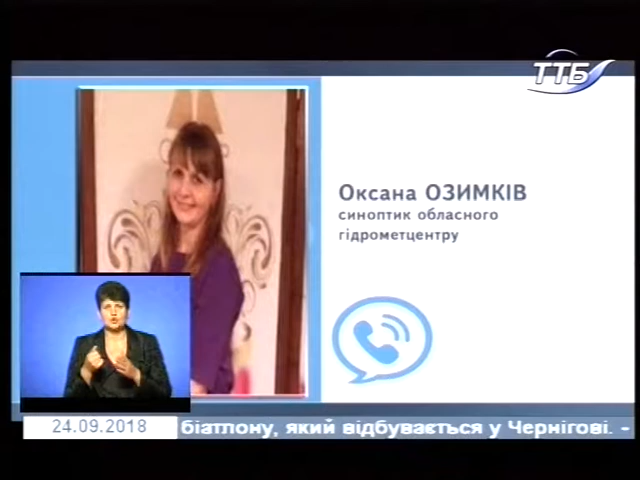 ТТБ
Оксана ОЗИМКІВ
синоптик обласного
гідрометцентру
24.09.2018 біатлону, який відбувається у Чернігові. -